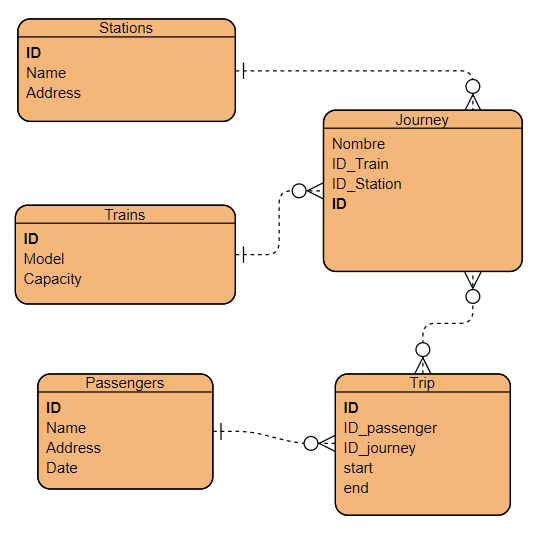 Stations
ID
Name
Address
Journey
Nombre
ID_Train
ID_Station
ID
Trains
ID
Model
Capacity
Passengers
ID
Name
Address
Date
Trip
ID
ID_passenger
ID_journey
start
end